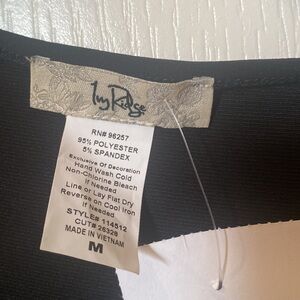 Ivy Ridge
RN# 96257
95% POLYESTER
5% SPANDEX
Exclusive of Decoration
Hand Wash Cold
Non-Chlorine Bleach
If Needed
Line or Lay Flat Dry
Reverse on Cool Iron
If Needed
STYLE# 114512
CUT# 26328
MADE IN VIETNAM
M